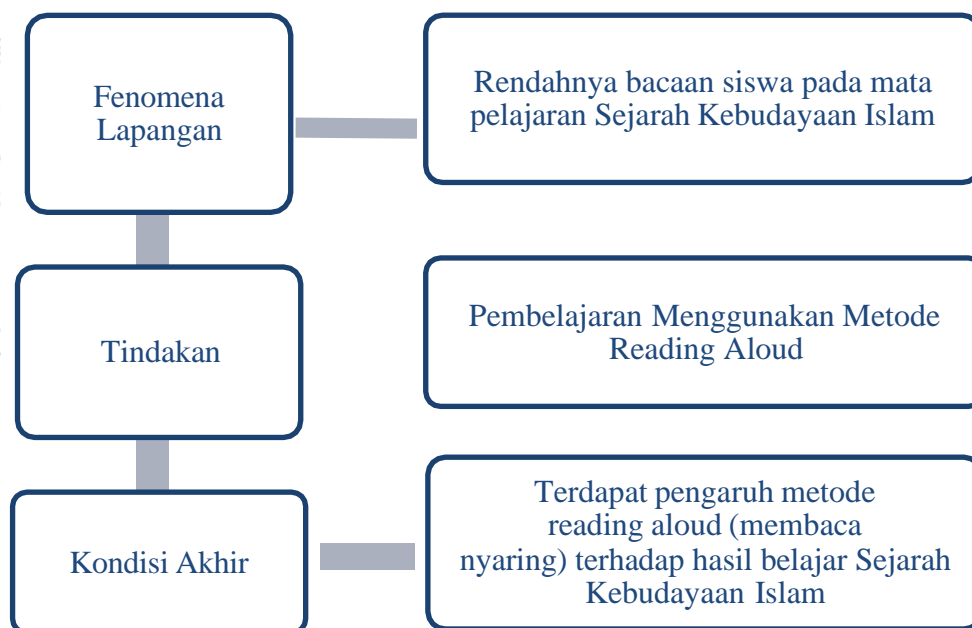 Fenomena
Lapangan
Rendahnya bacaan siswa pada mata
pelajaran Sejarah Kebudayaan Islam
Tindakan
Pembelajaran Menggunakan Metode
Reading Aloud
Kondisi Akhir
Terdapat pengaruh metode
reading aloud (membaca
nyaring) terhadap hasil belajar Sejarah
Kebudayaan Islam